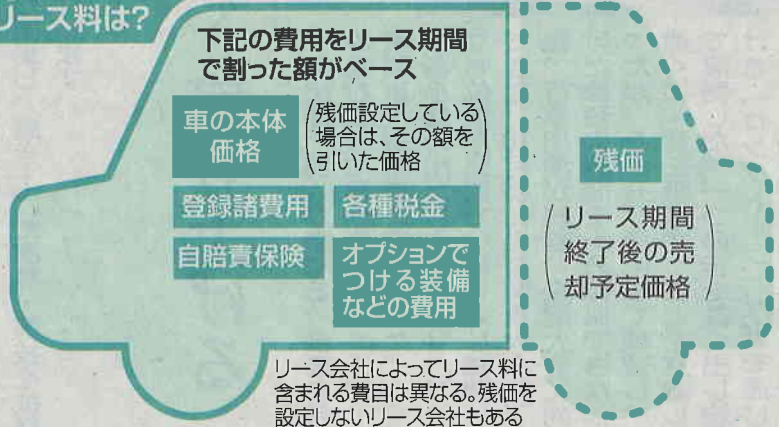 リース料は?
下記の費用をリース期間
で割った額がベース
車の本体
価格
(残価設定している
場合は、その額を
引いた価格)
登録諸費用
各種税金
自賠責保険
オプションで
つける装備
などの費用
残価
(リース期間
終了後の売
却予定価格)
リース会社によってリース料に
含まれる費目は異なる。残価を
設定しないリース会社もある